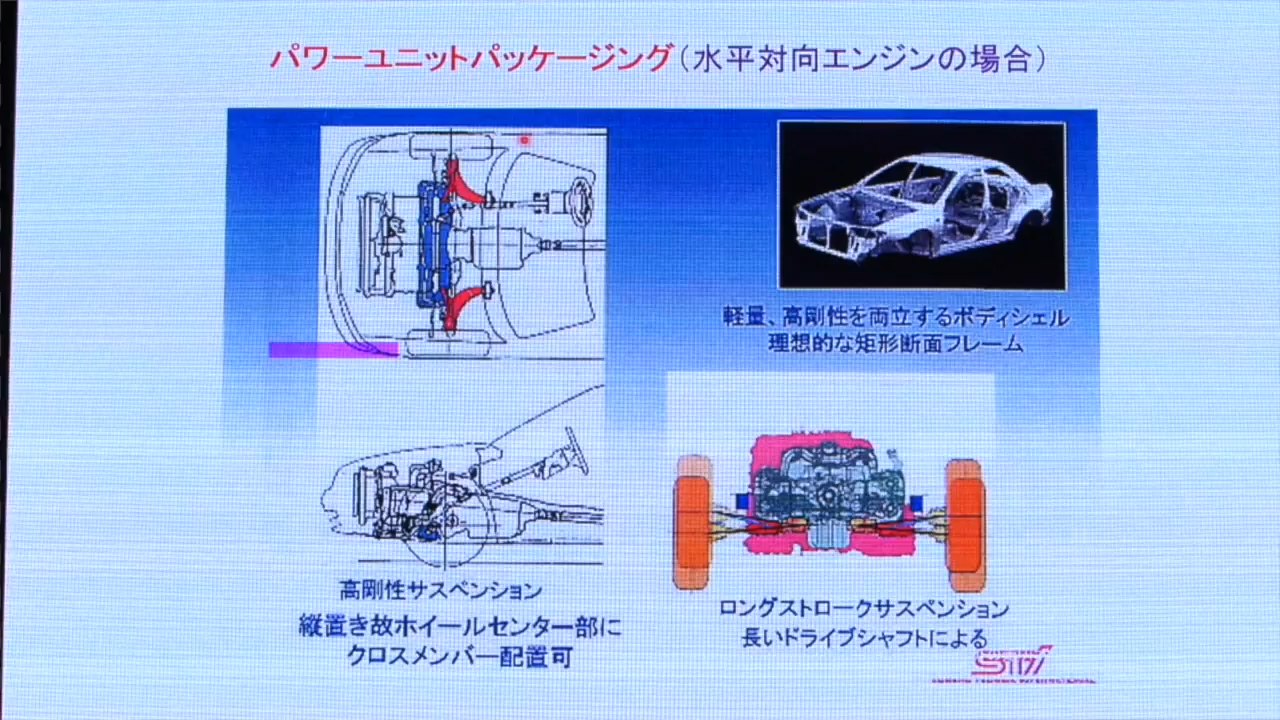 パワーユニットパッケージング（水平対向エンジンの場合）
軽量、高剛性を両立するボディシェル
理想的な矩形断面フレーム
高剛性サスペンション
縦置き故ホイールセンター部に
クロスメンバー配置可
ロングストロークサスペンション
長いドライブシャフトによる
STI